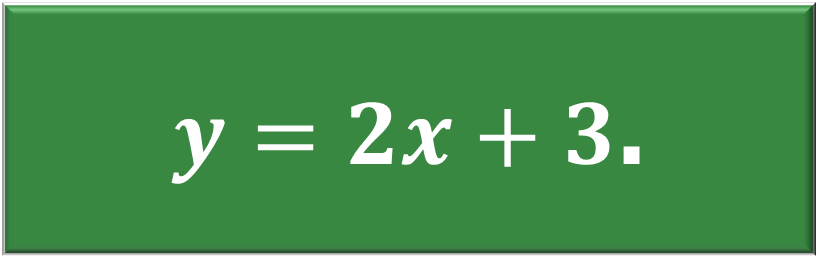 y = 2x + 3.